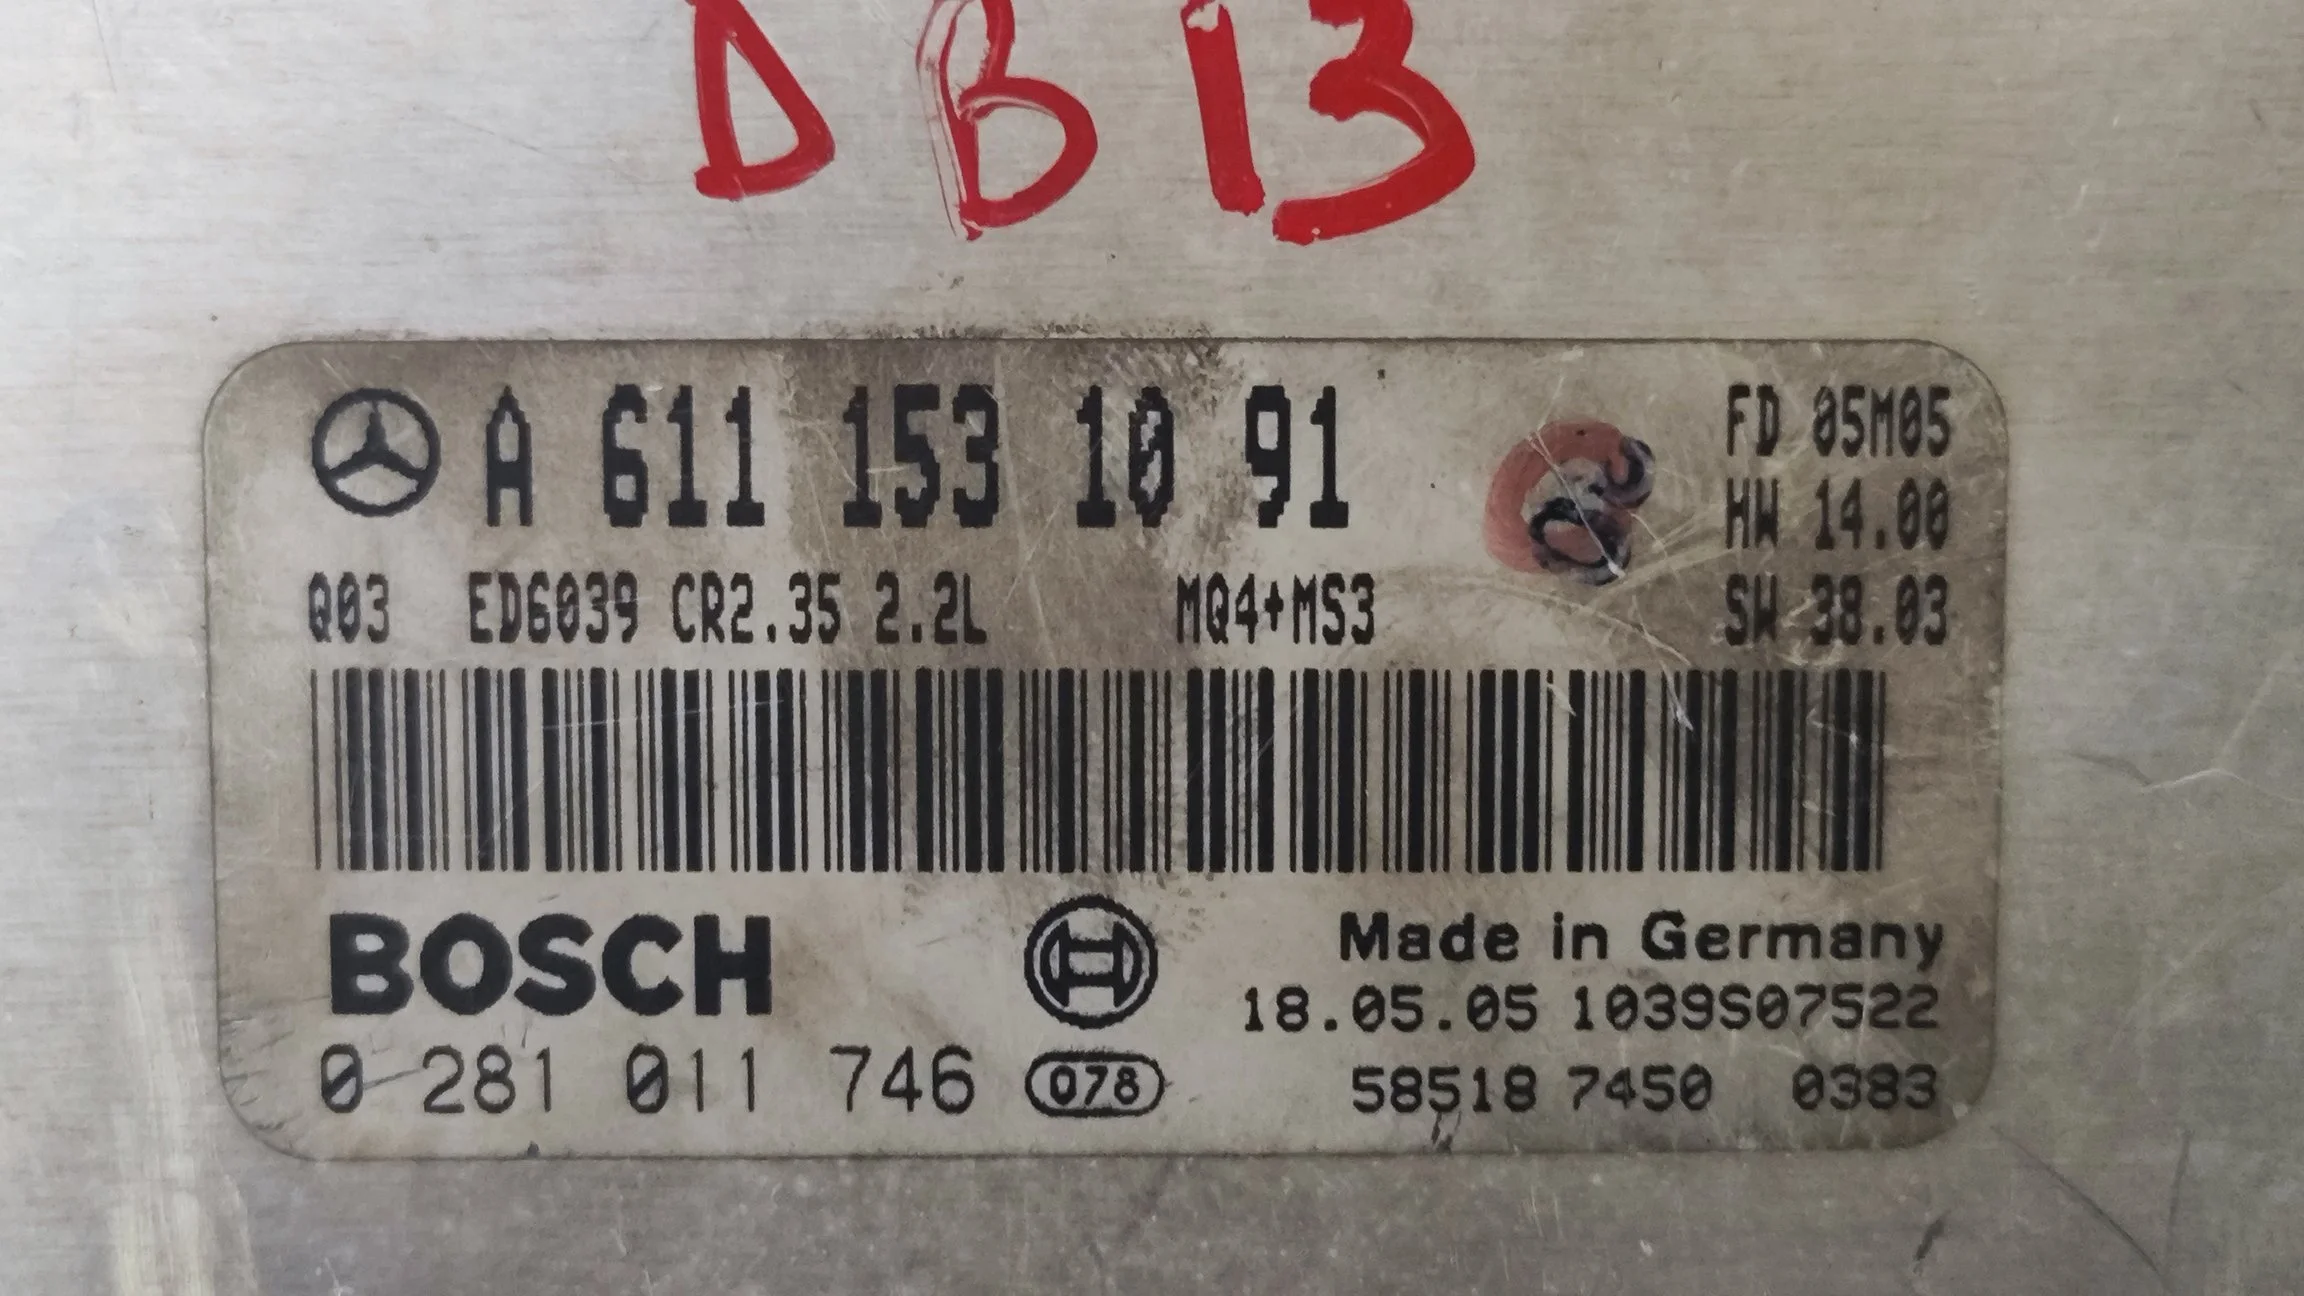 DB13
A 611 153 10 91
FD 05M05
HW 14.00
Q03 ED6039 CR2.35 2.2L MQ4+MS3
SW 38.03
BOSCH
Made in Germany
18.05.05 1039S07522
0 281 011 746
078
58518 7450 0383